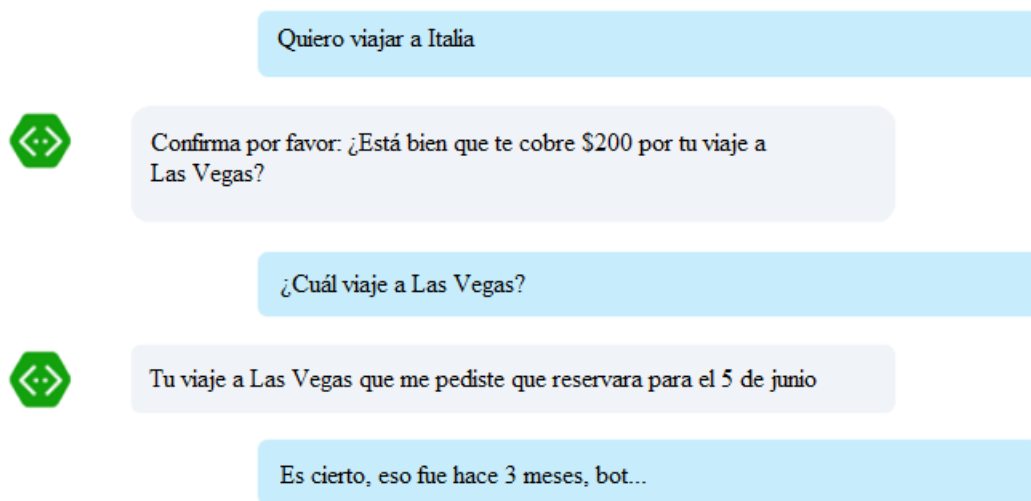 Quiero viajar a Italia
Confirma por favor: ¿Está bien que te cobre $200 por tu viaje a
Las Vegas?
¿Cuál viaje a Las Vegas?
Tu viaje a Las Vegas que me pediste que reservara para el 5 de junio
Es cierto, eso fue hace 3 meses, bot...